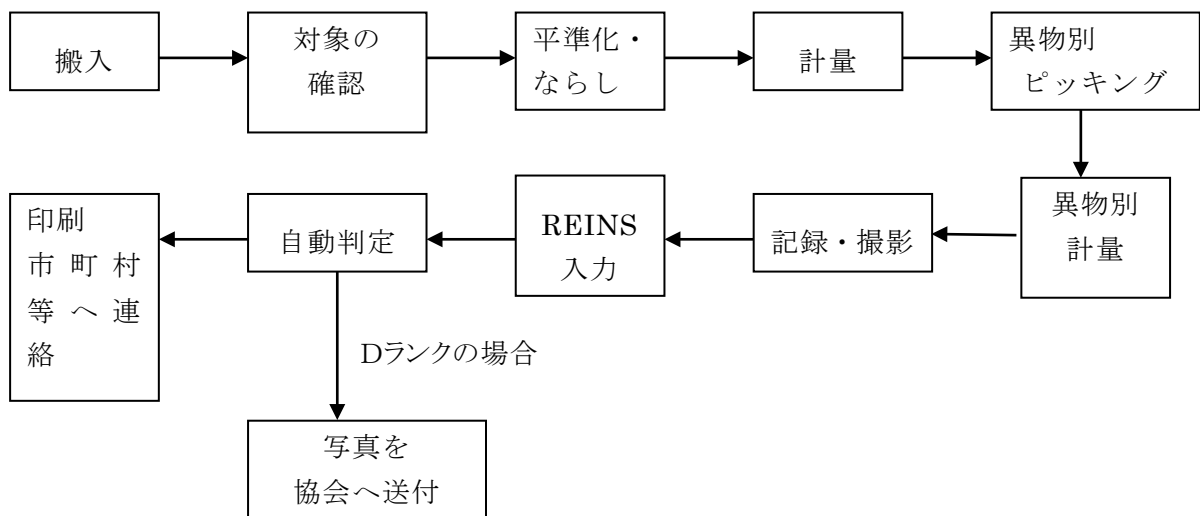 搬入
対象の
確認
平準化・
ならし
計量
異物別
ピッキング
異物別
計量
記録・撮影
REINS
入力
自動判定
印刷
市町村
等へ連
絡
Dランクの場合
写真を
協会へ送付